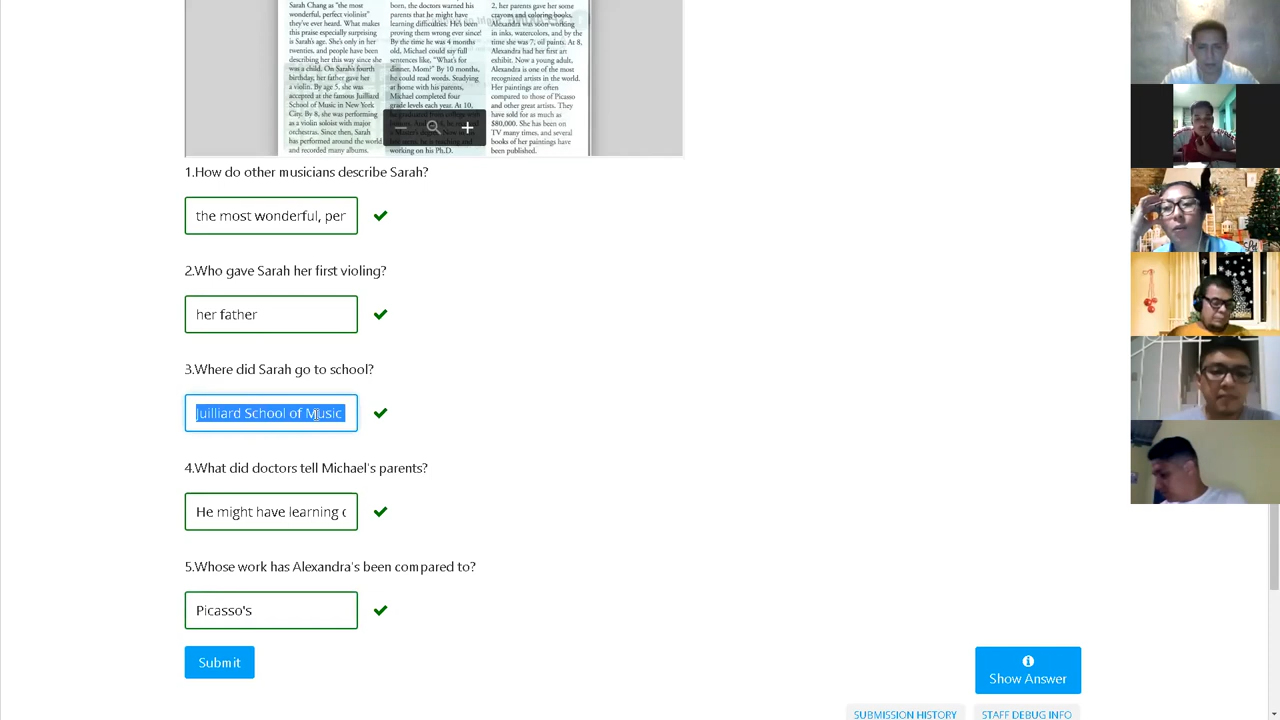 Sarah Chang as "the most
wonderful, perfect violinist"
they've ever heard. What makes
this praise especially surprising
is Sarah's age. She's only in her
twenties, and people have been
describing her this way since she
was a child. On Sarah's fourth
birthday, her father gave her
a violin. By age 5, she was
accepted at the famous Juilliard
School of Music in New York
City. By 8, she was performing
as a violin soloist with major
orchestras. Since then, Sarah
has performed around the world
and recorded many albums.
born, the doctors warned his
parents that he might have
learning difficulties. He's been
proving them wrong ever since!
By the time he was 4 months
old, Michael could say full
sentences like, "What's for
dinner, Mom?" By 10 months,
he could read words. Studying
at home with his parents,
Michael completed four
grade levels each year. At 10,
working on his Ph.D.
2, her parents gave her some
crayons and coloring books,
Alexandra was soon working
in inks, watercolors, and by the
time she was 7, oil paints. At 8,
Alexandra had her first art
exhibit. Now a young adult,
Alexandra is one of the most
recognized artists in the world.
Her paintings are often
compared to those of Picasso
and other great artists. They
have sold for as much as
$80,000. She has been on
TV many times, and several
books of her paintings have
been published.
1.How do other musicians describe Sarah?
the most wonderful, per
2.Who gave Sarah her first violing?
her father
3.Where did Sarah go to school?
Juilliard School of Music
4.What did doctors tell Michael's parents?
He might have learning d
5.Whose work has Alexandra's been compared to?
Picasso's
Submit
Show Answer
SUBMISSION HISTORY
STAFF DEBUG INFO